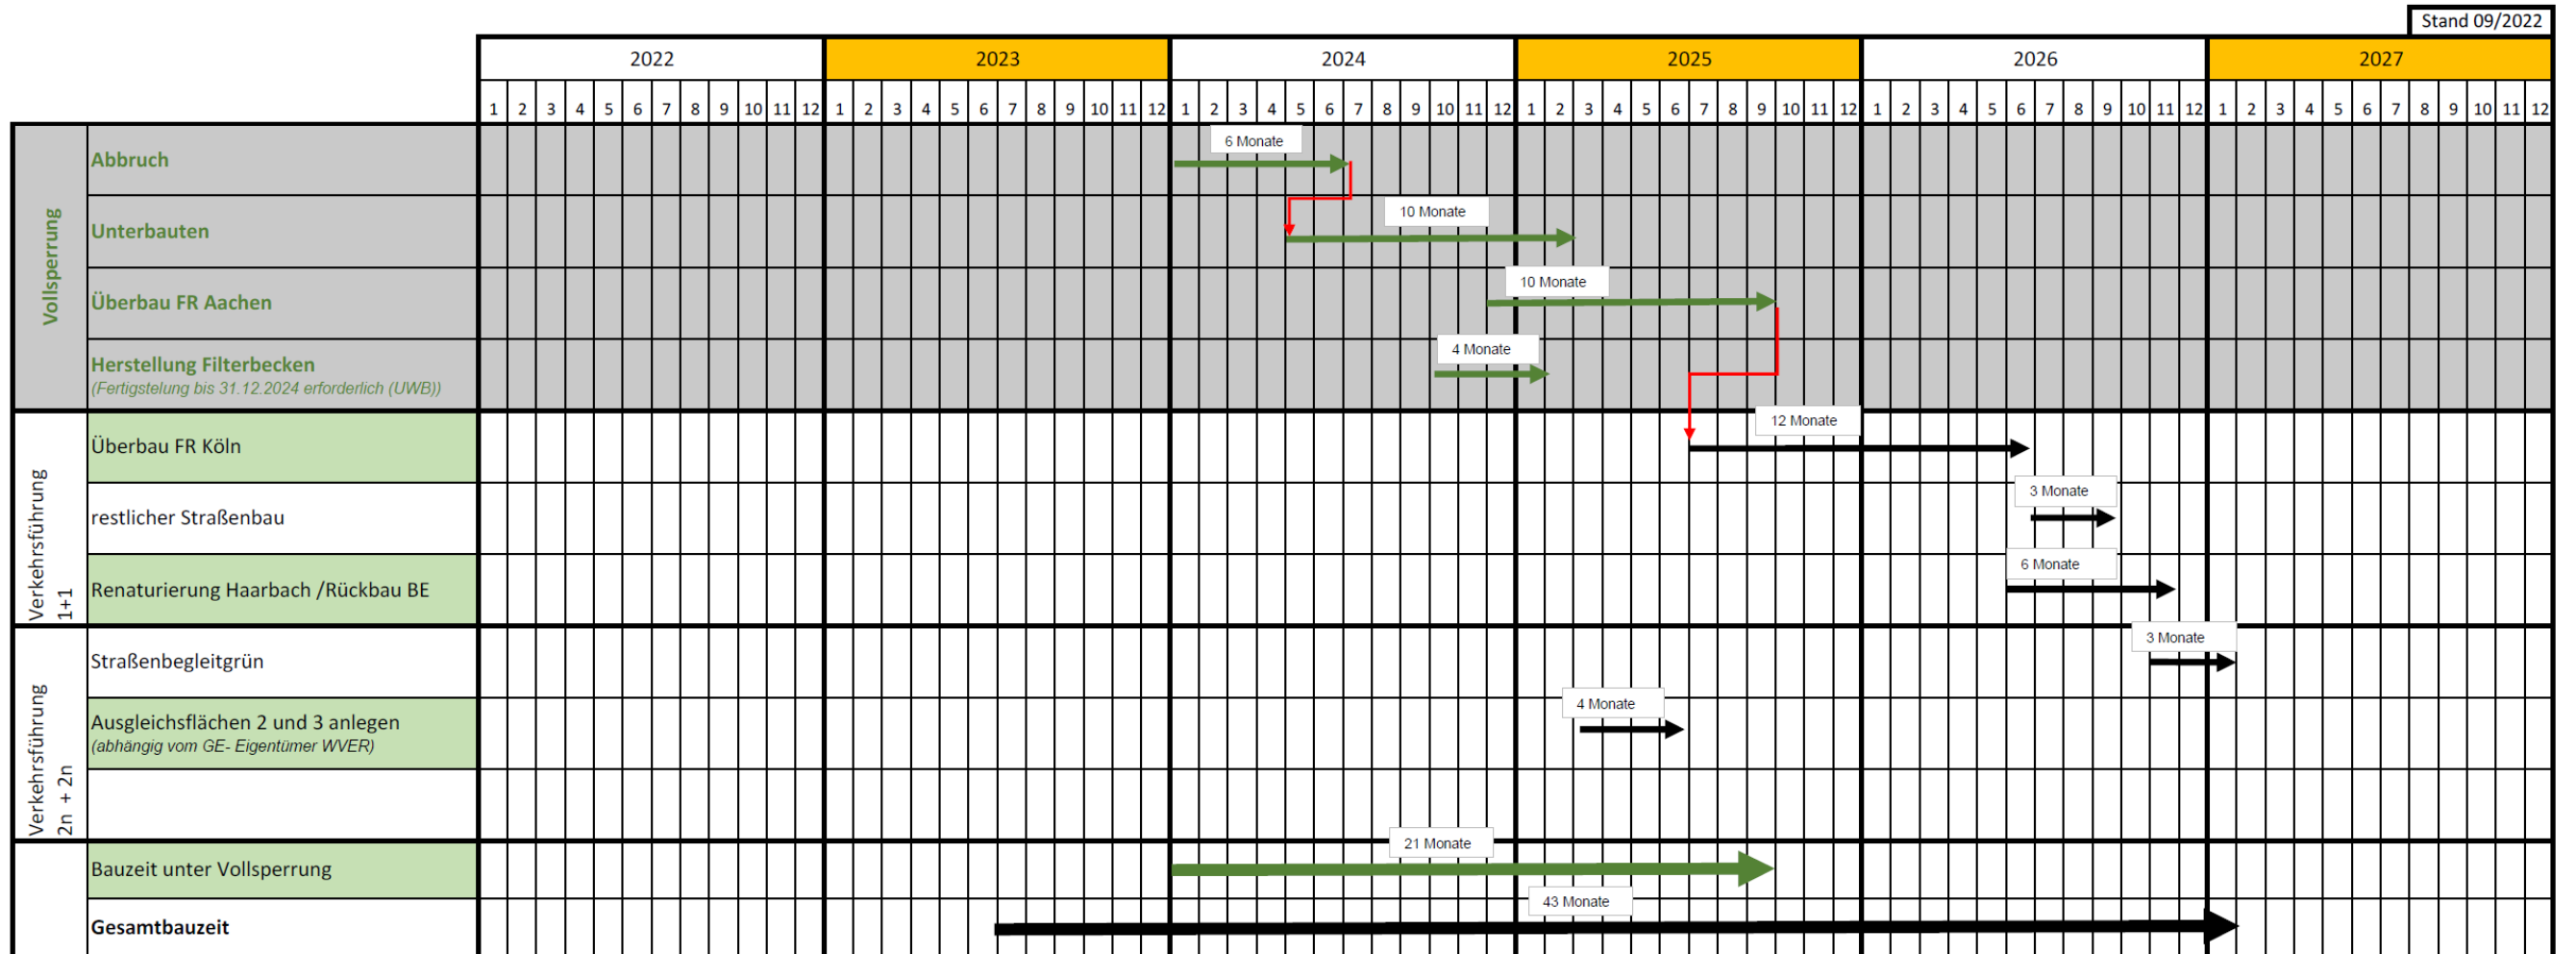 Stand 09/2022
2022 2023 2024 2025 2026 2027
1 2 3 4 5 6 7 8 9 10 11 12 1 2 3 4 5 6 7 8 9 10 11 12 1 2 3 4 5 6 7 8 9 10 11 12 1 2 3 4 5 6 7 8 9 10 11 12 1 2 3 4 5 6 7 8 9 10 11 12 1 2 3 4 5 6 7 8 9 10 11 12
Vollsperrung
Abbruch
6 Monate
Unterbauten
10 Monate
Überbau FR Aachen
10 Monate
Herstellung Filterbecken
(Fertigstelung bis 31.12.2024 erforderlich (UWB))
4 Monate
Verkehrsführung
1+1
Überbau FR Köln
12 Monate
restlicher Straßenbau
3 Monate
Renaturierung Haarbach /Rückbau BE
6 Monate
Verkehrsführung
2n + 2n
Straßenbegleitgrün
3 Monate
Ausgleichsflächen 2 und 3 anlegen
(abhängig vom GE- Eigentümer WVER)
4 Monate
Bauzeit unter Vollsperrung
21 Monate
Gesamtbauzeit
43 Monate